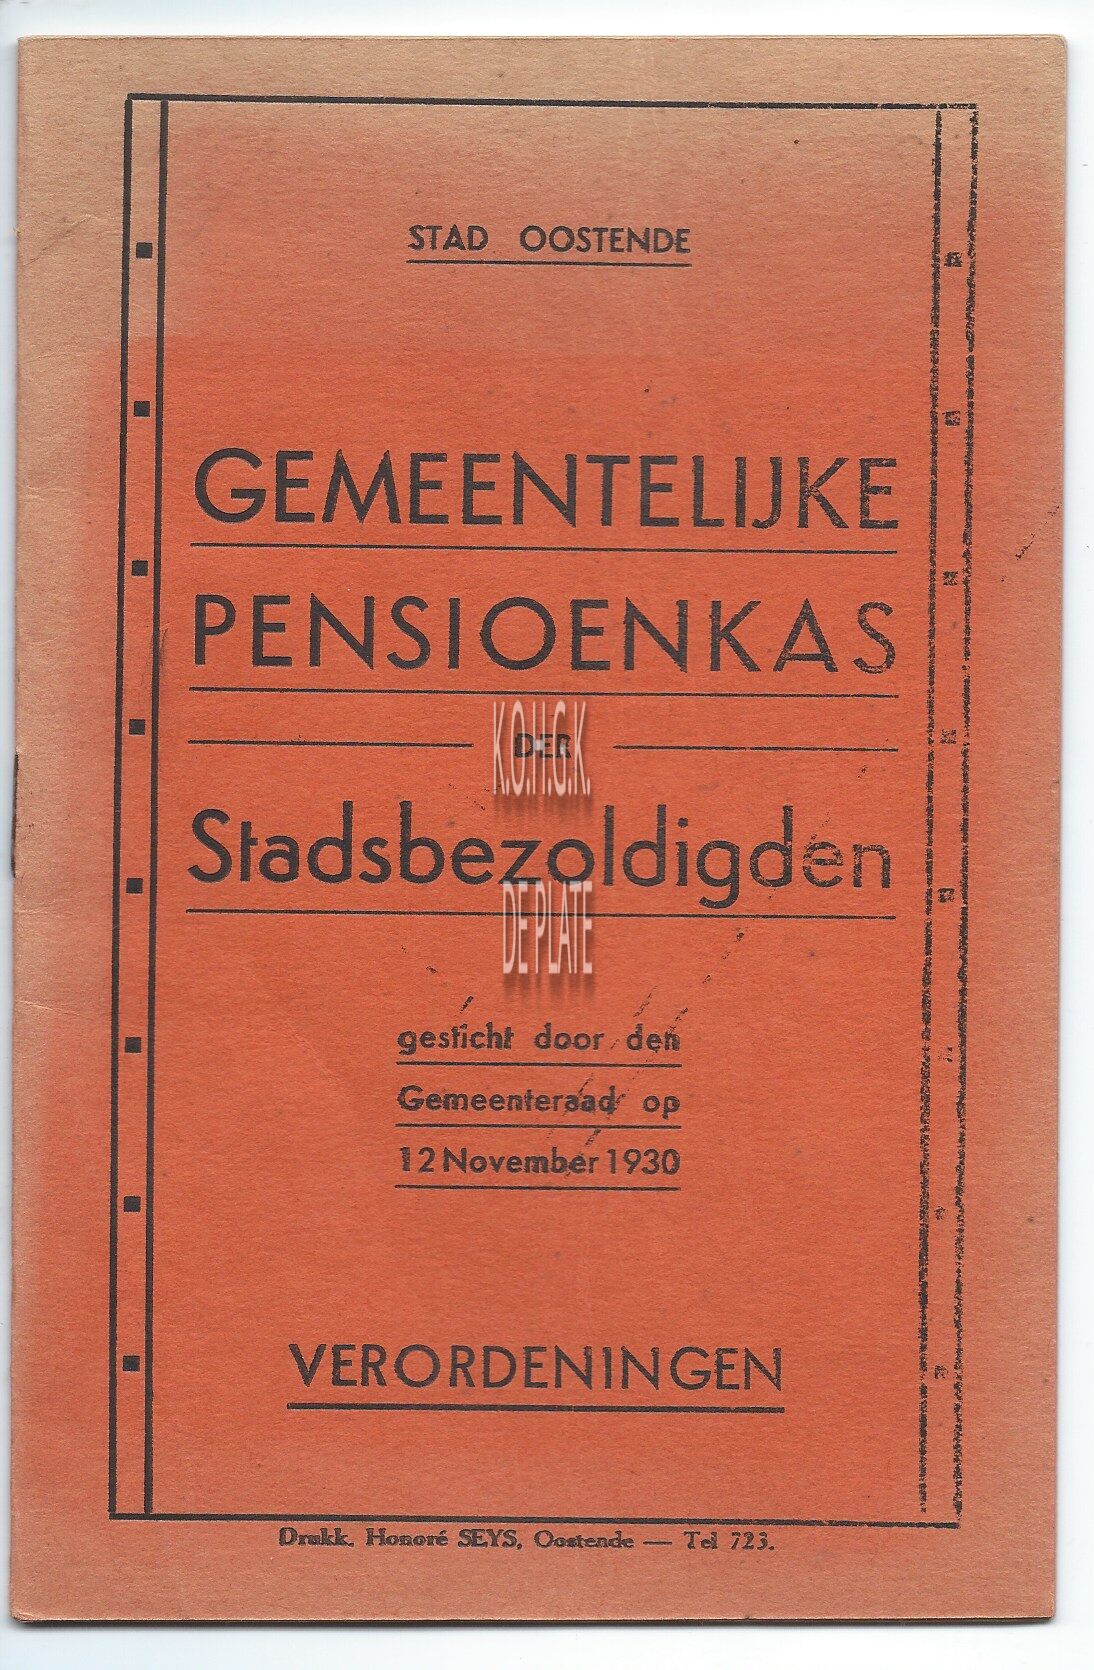 STAD OOSTENDE
GEMEENTELIJKE
PENSIOENKAS
DER
K.O.H.G.K.
Stadsbezoldigden
DE PLATE
gesticht door den
Gemeenteraad op
12 November 1930
VERORDENINGEN
Drukk. Honoré SEYS, Oostende — Tel 723.